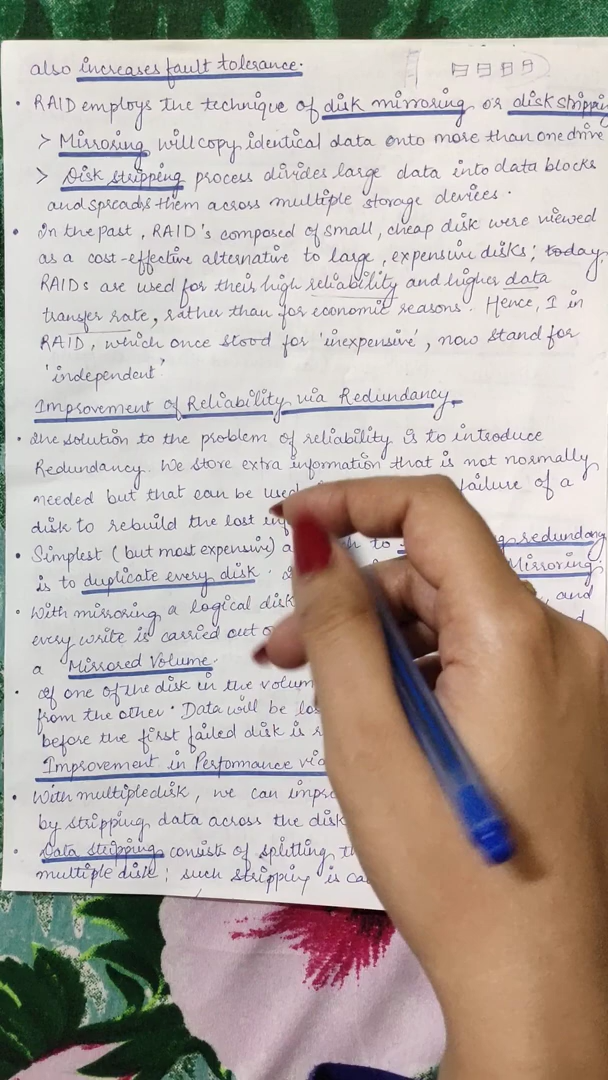 also increases fault tolerance.
• RAID employs the technique of disk mirroring or disk stripping
> Mirroring will copy identical data onto more than one drive
> Disk stripping process divides large data into data blocks
and spreads them across multiple storage devices.
• In the past, RAID's composed of small, cheap disk were viewed
as a cost-effective alternative to large, expensive disks; today,
RAIDs are used for their high reliability and higher data
transfer rate, rather than for economic reasons. Hence, I in
RAID, which once stood for 'inexpensive', now stand for
'independent'
Improvement of Reliability via Redundancy.
• The solution to the problem of reliability is to introduce
Redundancy. We store extra information that is not normally
needed but that can be used failure of a
disk to rebuild the lost
• Simplest (but most expensive) to redundancy
is to duplicate every disk. Mirroring
• With mirroring a logical disk and
every write is carried out
a Mirrored Volume.
• If one of the disk in the
from the other. Data will be
before the first failed disk is
Improvement in Performance via
• With multiple disk, we can
by stripping data across the disk
• Data stripping consists of splitting
multiple disk; such stripping is